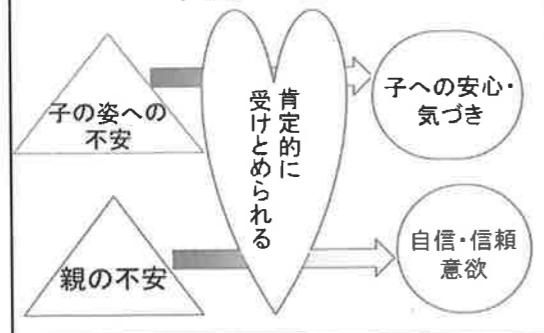 子の姿への
不安
肯定的に
受けとめられる
子への安心・
気づき
親の不安
自信・信頼
意欲